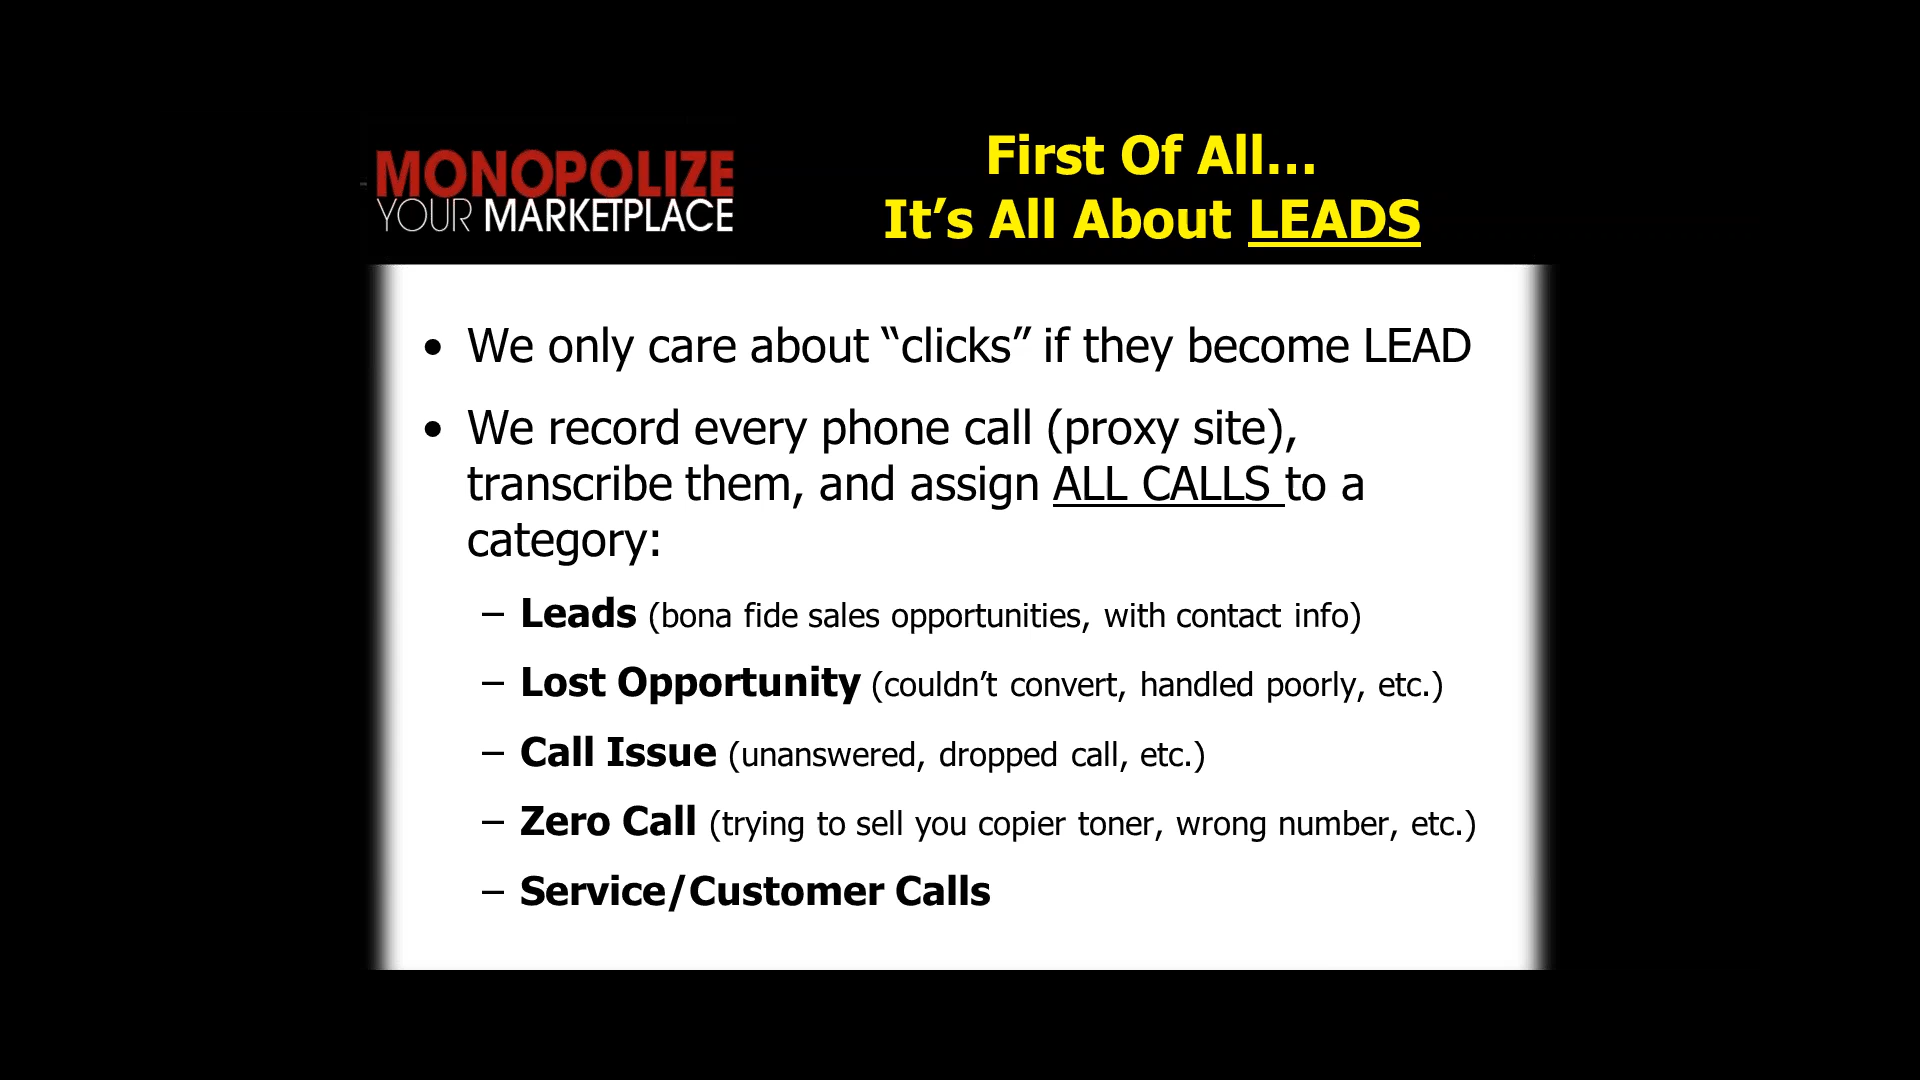 MONOPOLIZE
YOUR MARKETPLACE
First Of All...
It’s All About LEADS
• We only care about “clicks” if they become LEAD
• We record every phone call (proxy site),
transcribe them, and assign ALL CALLS to a
category:
– Leads (bona fide sales opportunities, with contact info)
– Lost Opportunity (couldn’t convert, handled poorly, etc.)
– Call Issue (unanswered, dropped call, etc.)
– Zero Call (trying to sell you copier toner, wrong number, etc.)
– Service/Customer Calls